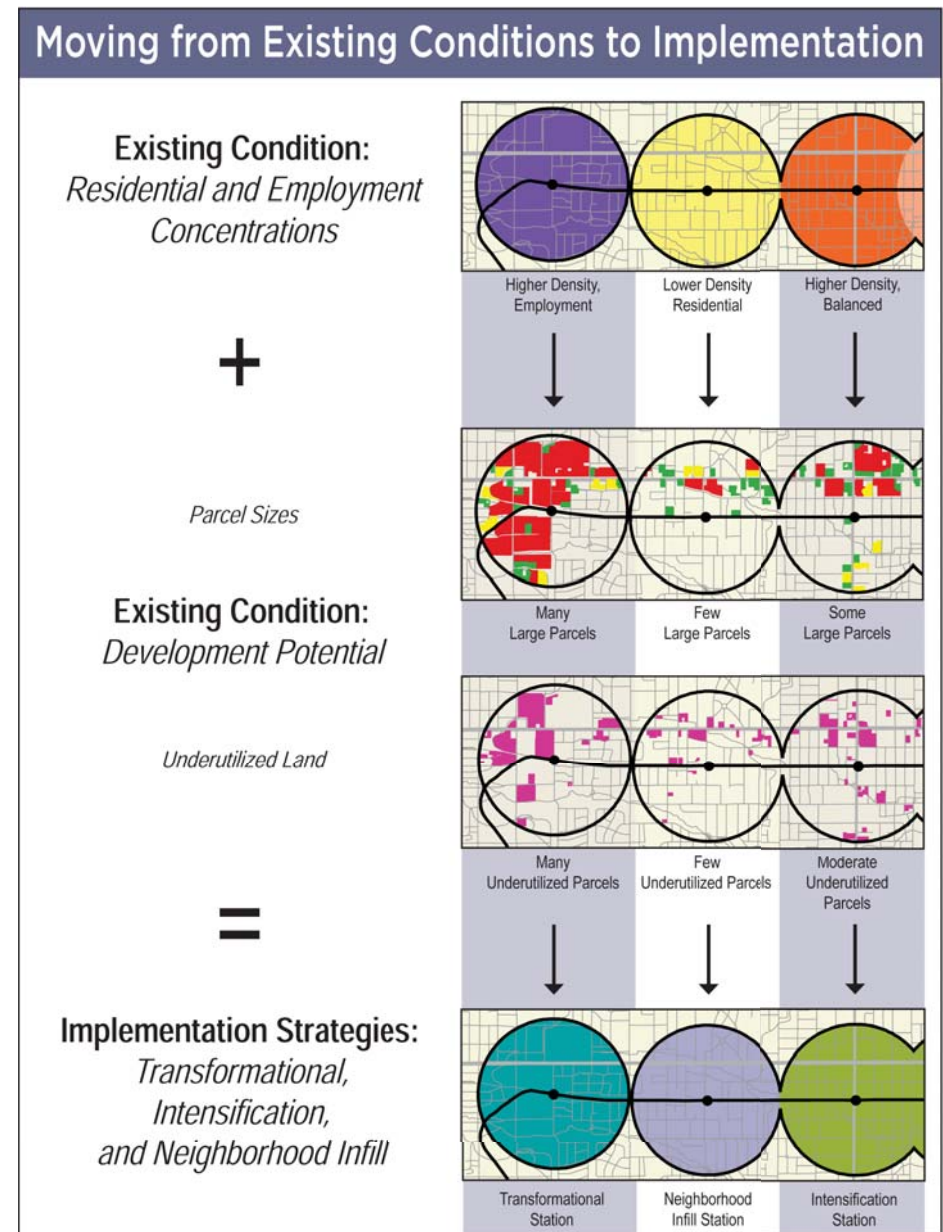 Moving from Existing Conditions to Implementation
Existing Condition:
Residential and Employment
Concentrations
Higher Density,
Employment
Lower Density
Residential
Higher Density,
Balanced
+
Parcel Sizes
Many
Large Parcels
Few
Large Parcels
Some
Large Parcels
Existing Condition:
Development Potential
Underutilized Land
Many
Underutilized Parcels
Few
Underutilized Parcels
Moderate
Underutilized
Parcels
=
Implementation Strategies:
Transformational,
Intensification,
and Neighborhood Infill
Transformational
Station
Neighborhood
Infill Station
Intensification
Station